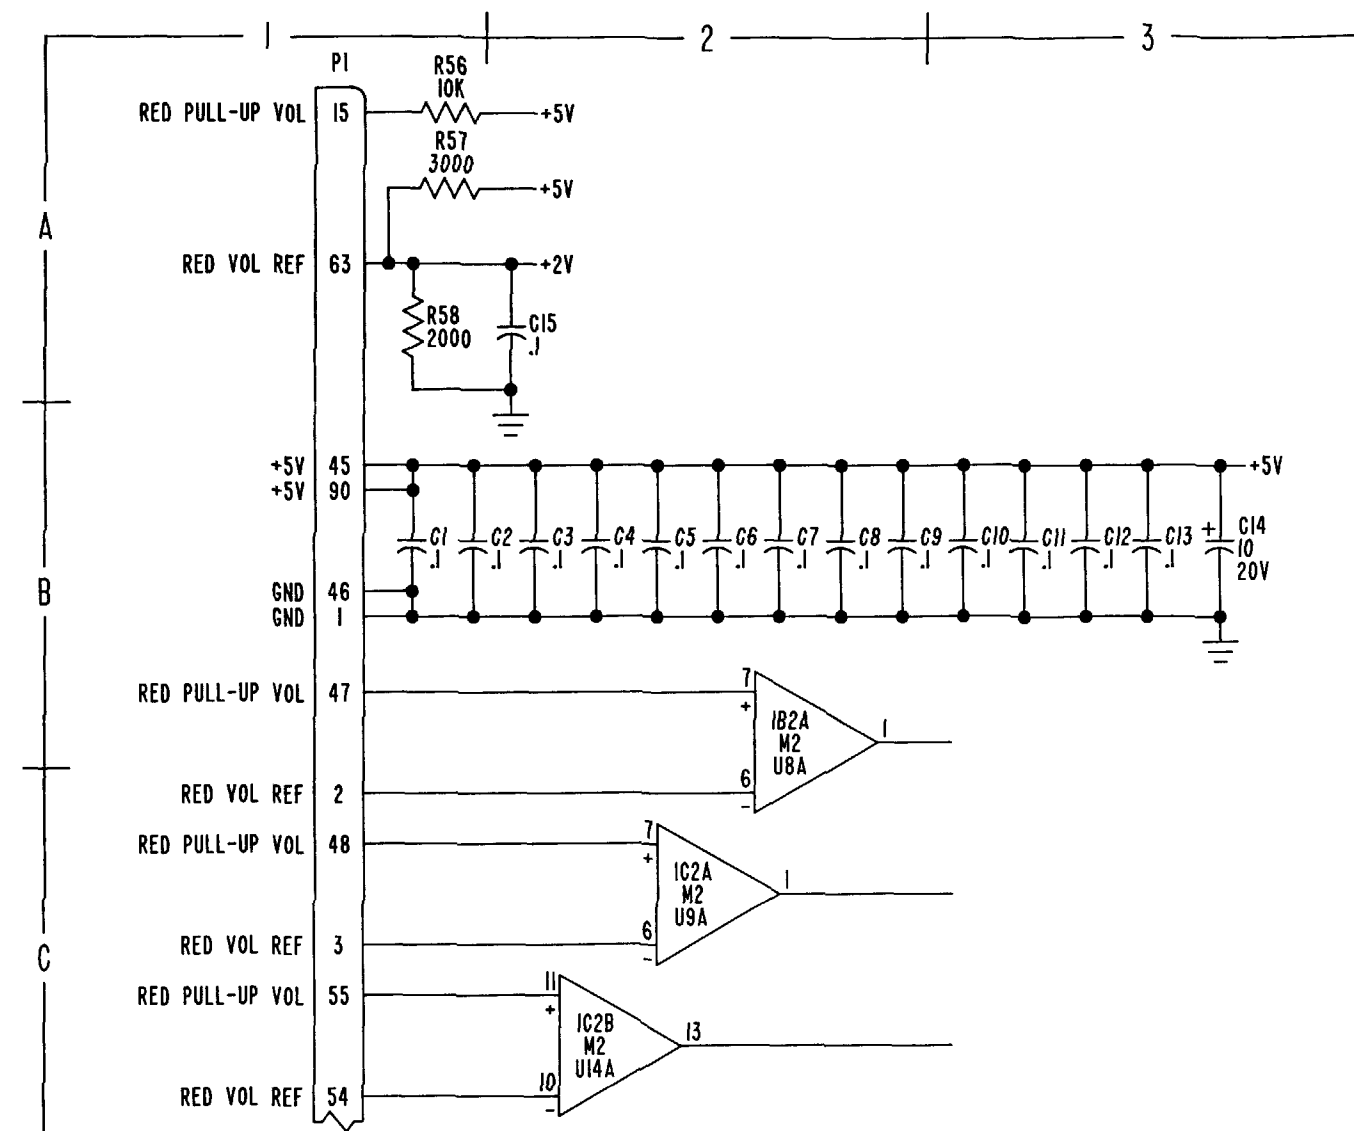 1 2 3
P1
RED PULL-UP VOL 15
R56
10K
+5V
R57
3000
+5V
A
RED VOL REF 63 +2V
R58
2000
C15
.1
+5V 45 +5V
+5V 90
C1
.1
C2
.1
C3
.1
C4
.1
C5
.1
C6
.1
C7
.1
C8
.1
C9
.1
C10
.1
C11
.1
C12
.1
C13
.1
+
C14
10
20V
B
GND 46
GND 1
RED PULL-UP VOL 47 7
+
1B2A
M2
U8A
1
RED VOL REF 2 6
-
RED PULL-UP VOL 48 7
+
1C2A
M2
U9A
1
C
RED VOL REF 3 6
-
RED PULL-UP VOL 55 11
+
1C2B
M2
U14A
13
RED VOL REF 54 10
-